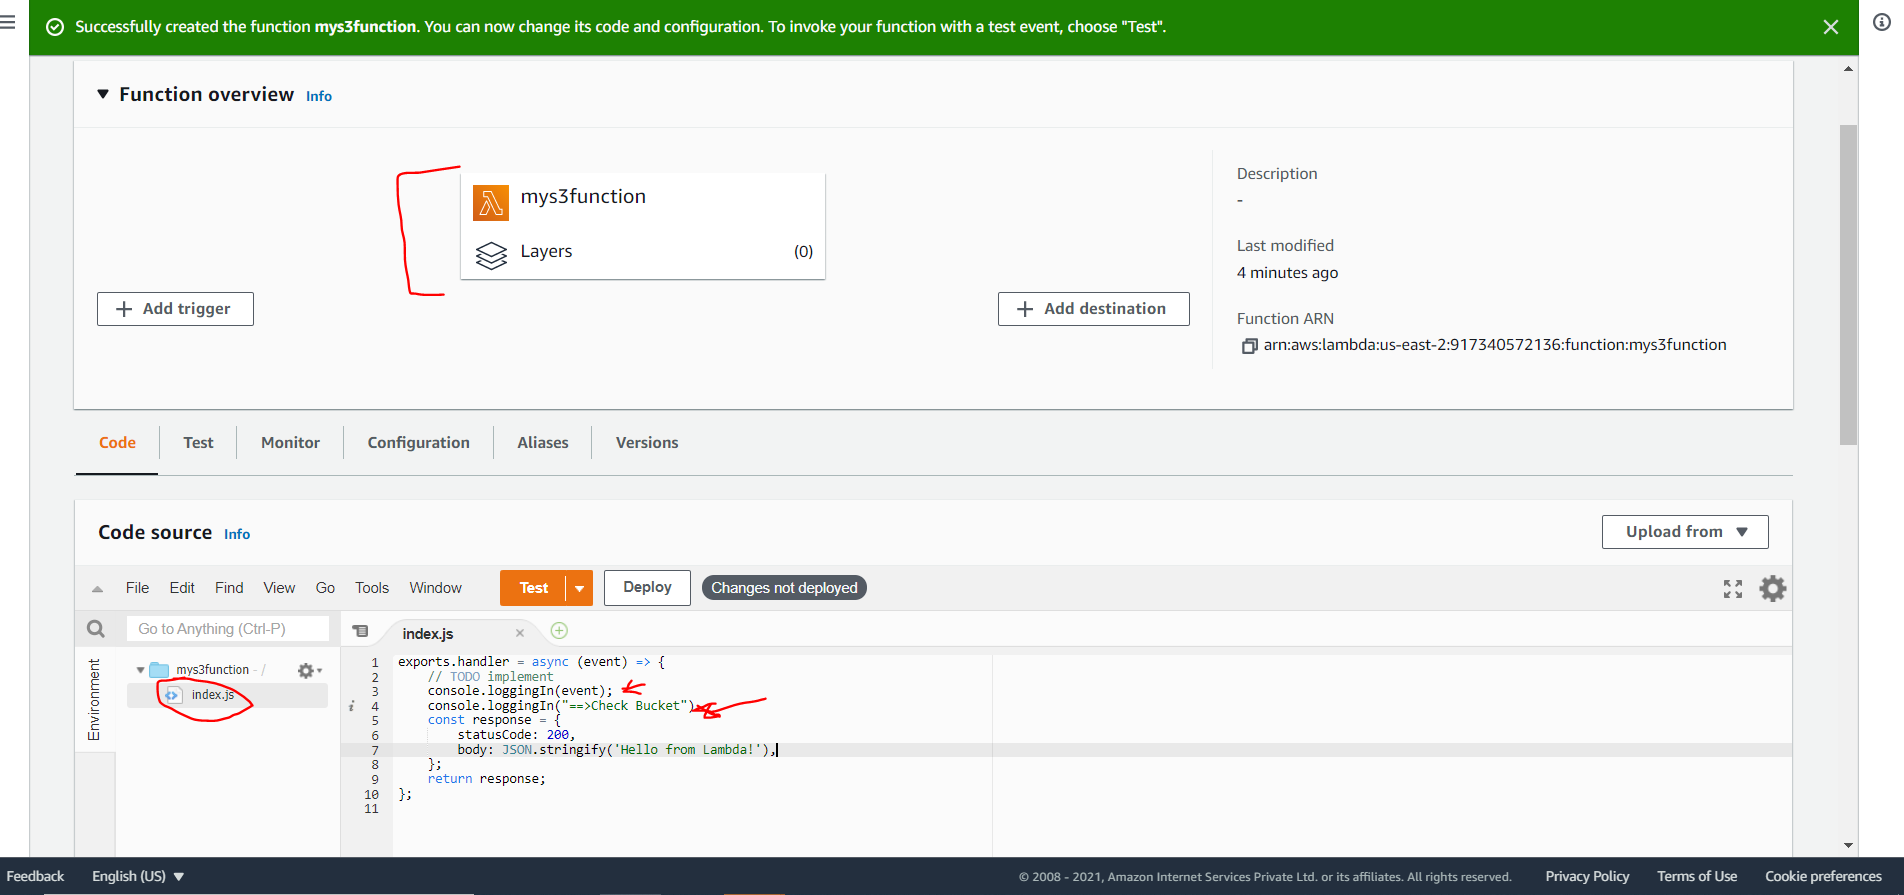 Successfully created the function mys3function. You can now change its code and configuration. To invoke your function with a test event, choose "Test".
Function overview Info
mys3function
Layers (0)
+ Add trigger
+ Add destination
Description
-
Last modified
4 minutes ago
Function ARN
arn:aws:lambda:us-east-2:917340572136:function:mys3function
Code Test Monitor Configuration Aliases Versions
Code source Info
Upload from
File Edit Find View Go Tools Window Test Deploy Changes not deployed
Go to Anything (Ctrl-P)
index.js
Environment
mys3function - /
index.js
1 exports.handler = async (event) => {
2 // TODO implement
3 console.loggingIn(event);
4 console.loggingIn("==>Check Bucket");
5 const response = {
6 statusCode: 200,
7 body: JSON.stringify('Hello from Lambda!'),
8 };
9 return response;
10 };
11
Feedback English (US) © 2008 - 2021, Amazon Internet Services Private Ltd. or its affiliates. All rights reserved. Privacy Policy Terms of Use Cookie preferences